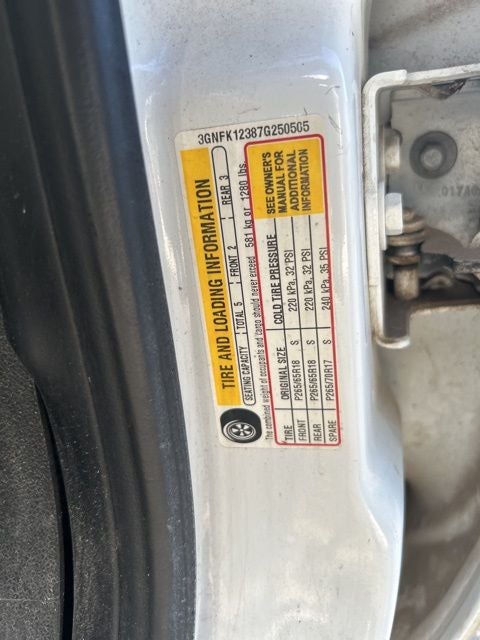 3GNFK12387G250505
TIRE AND LOADING INFORMATION
SEATING CAPACITY TOTAL 5 FRONT 2 REAR 3
The combined weight of occupants and cargo should never exceed 581 kg or 1280 lbs.
TIRE ORIGINAL SIZE COLD TIRE PRESSURE
FRONT P265/65R18 S 220 kPa, 32 PSI
REAR P265/65R18 S 220 kPa, 32 PSI
SPARE P265/70R17 S 240 kPa, 35 PSI
SEE OWNER'S
MANUAL FOR
ADDITIONAL
INFORMATION